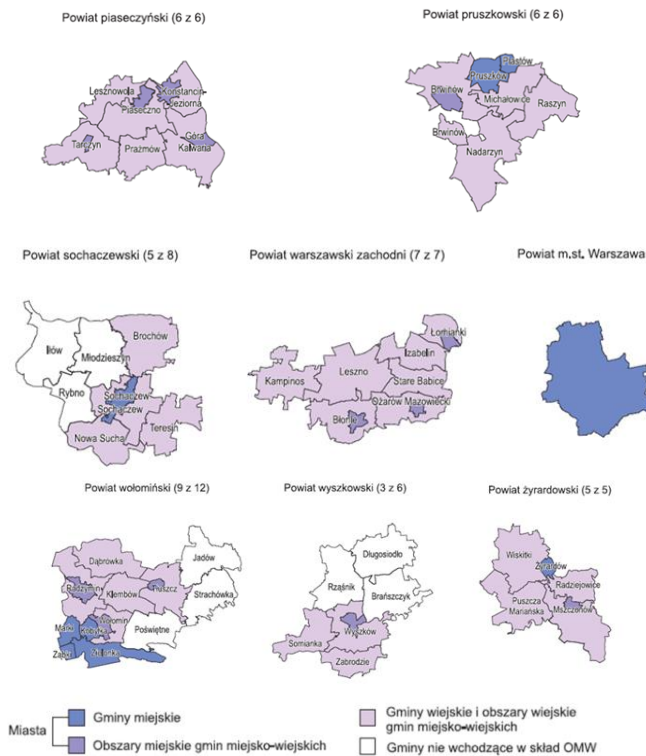 Powiat piaseczyński (6 z 6)
Lesznowola
Konstancin-
Jeziorna
Piaseczno
Góra
Kalwaria
Tarczyn
Prażmów
Powiat pruszkowski (6 z 6)
Piastów
Pruszków
Brwinów
Michałowice
Raszyn
Brwinów
Nadarzyn
Powiat sochaczewski (5 z 8)
Brochów
Iłów
Młodzieszyn
Rybno
Sochaczew
Sochaczew
Teresin
Nowa Sucha
Powiat warszawski zachodni (7 z 7)
Łomianki
Izabelin
Leszno
Kampinos
Stare Babice
Ożarów Mazowiecki
Błonie
Powiat m.st. Warszawa
Powiat wołomiński (9 z 12)
Jadów
Dąbrówka
Radzymin
Klembów
Tłuszcz
Strachówka
Wołomin
Marki
Kobyłka
Poświętne
Ząbki
Zielonka
Powiat wyszkowski (3 z 6)
Długosiodło
Rząśnik
Brańszczyk
Somianka
Wyszków
Zabrodzie
Powiat żyrardowski (5 z 5)
Wiskitki
Żyrardów
Radziejowice
Puszcza
Mariańska
Mszczonów
Miasta
Gminy miejskie
Obszary miejskie gmin miejsko-wiejskich
Gminy wiejskie i obszary wiejskie
gmin miejsko-wiejskich
Gminy nie wchodzące w skład OMW